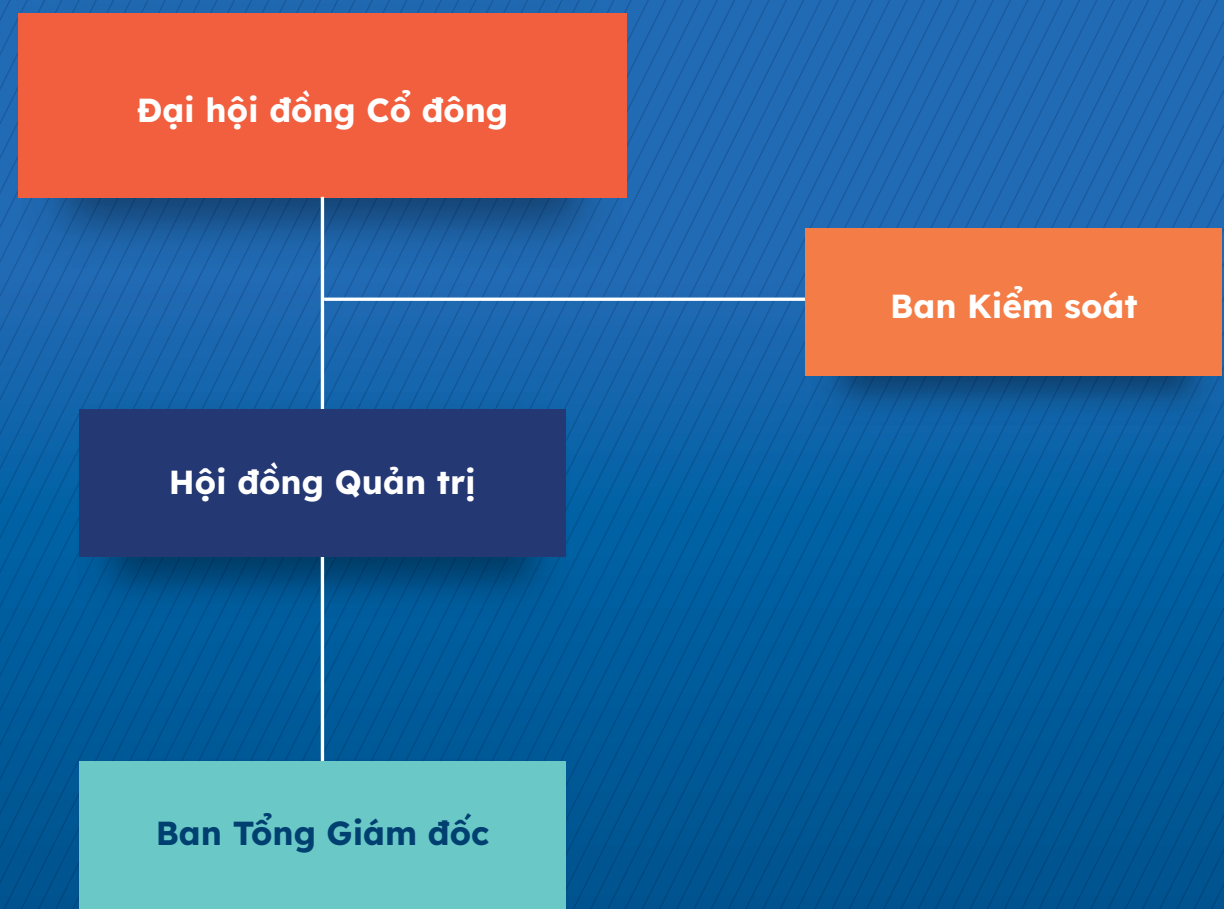 Đại hội đồng Cổ đông
Ban Kiểm soát
Hội đồng Quản trị
Ban Tổng Giám đốc